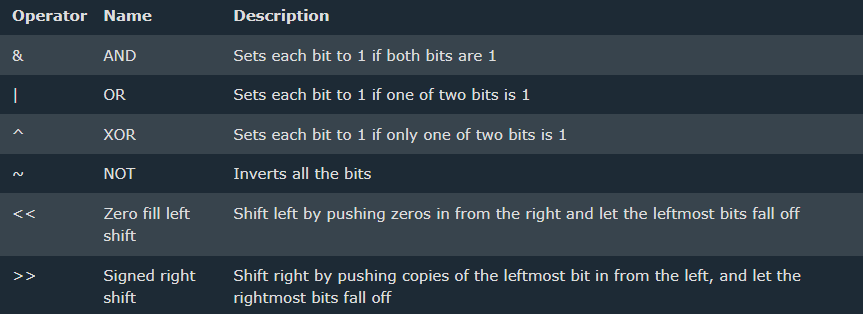 Operator Name Description
& AND Sets each bit to 1 if both bits are 1
| OR Sets each bit to 1 if one of two bits is 1
^ XOR Sets each bit to 1 if only one of two bits is 1
~ NOT Inverts all the bits
<< Zero fill left Shift left by pushing zeros in from the right and let the leftmost bits fall off
shift
>> Signed right Shift right by pushing copies of the leftmost bit in from the left, and let the
shift rightmost bits fall off